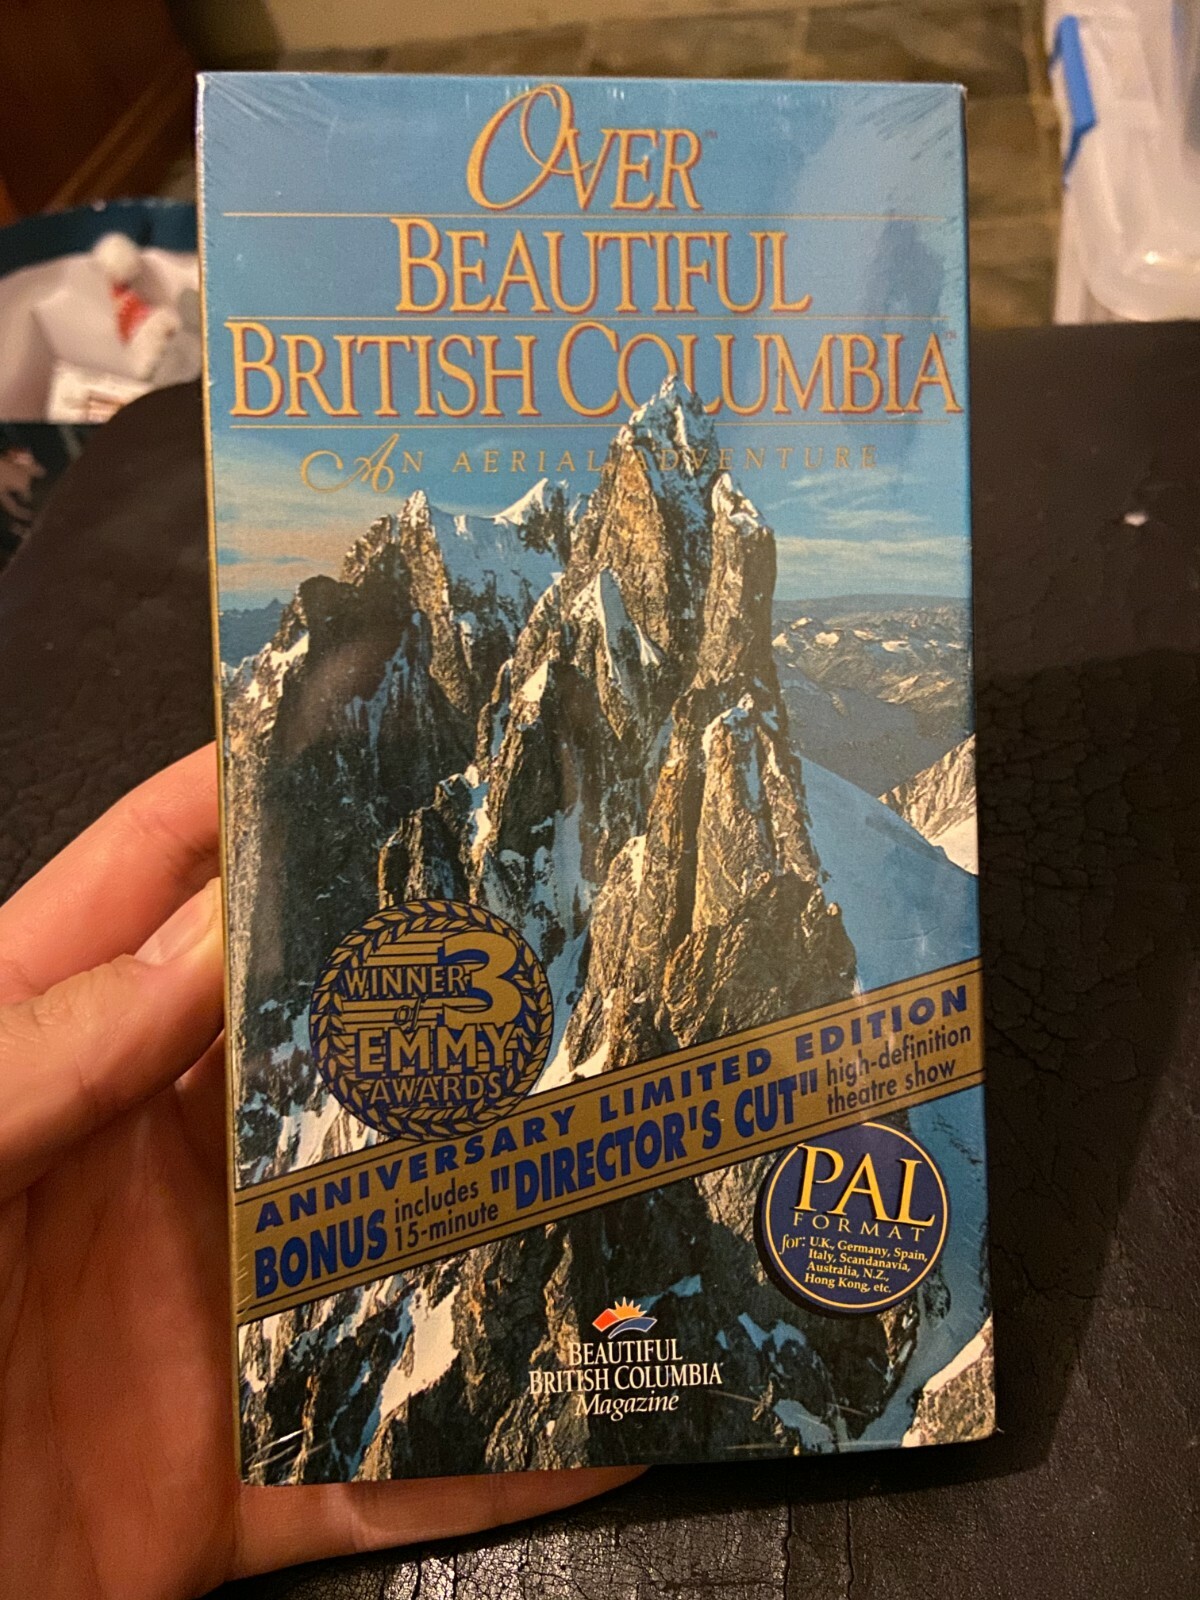 OVER™
BEAUTIFUL
BRITISH COLUMBIA™
AN AERIAL ADVENTURE
WINNER 3
of
EMMY
AWARDS
ANNIVERSARY LIMITED EDITION
BONUS includes 15-minute "DIRECTOR'S CUT" high-definition theatre show
PAL
FORMAT
for: U.K., Germany, Spain,
Italy, Scandanavia,
Australia, N.Z.,
Hong Kong, etc.
BEAUTIFUL
BRITISH COLUMBIA
Magazine